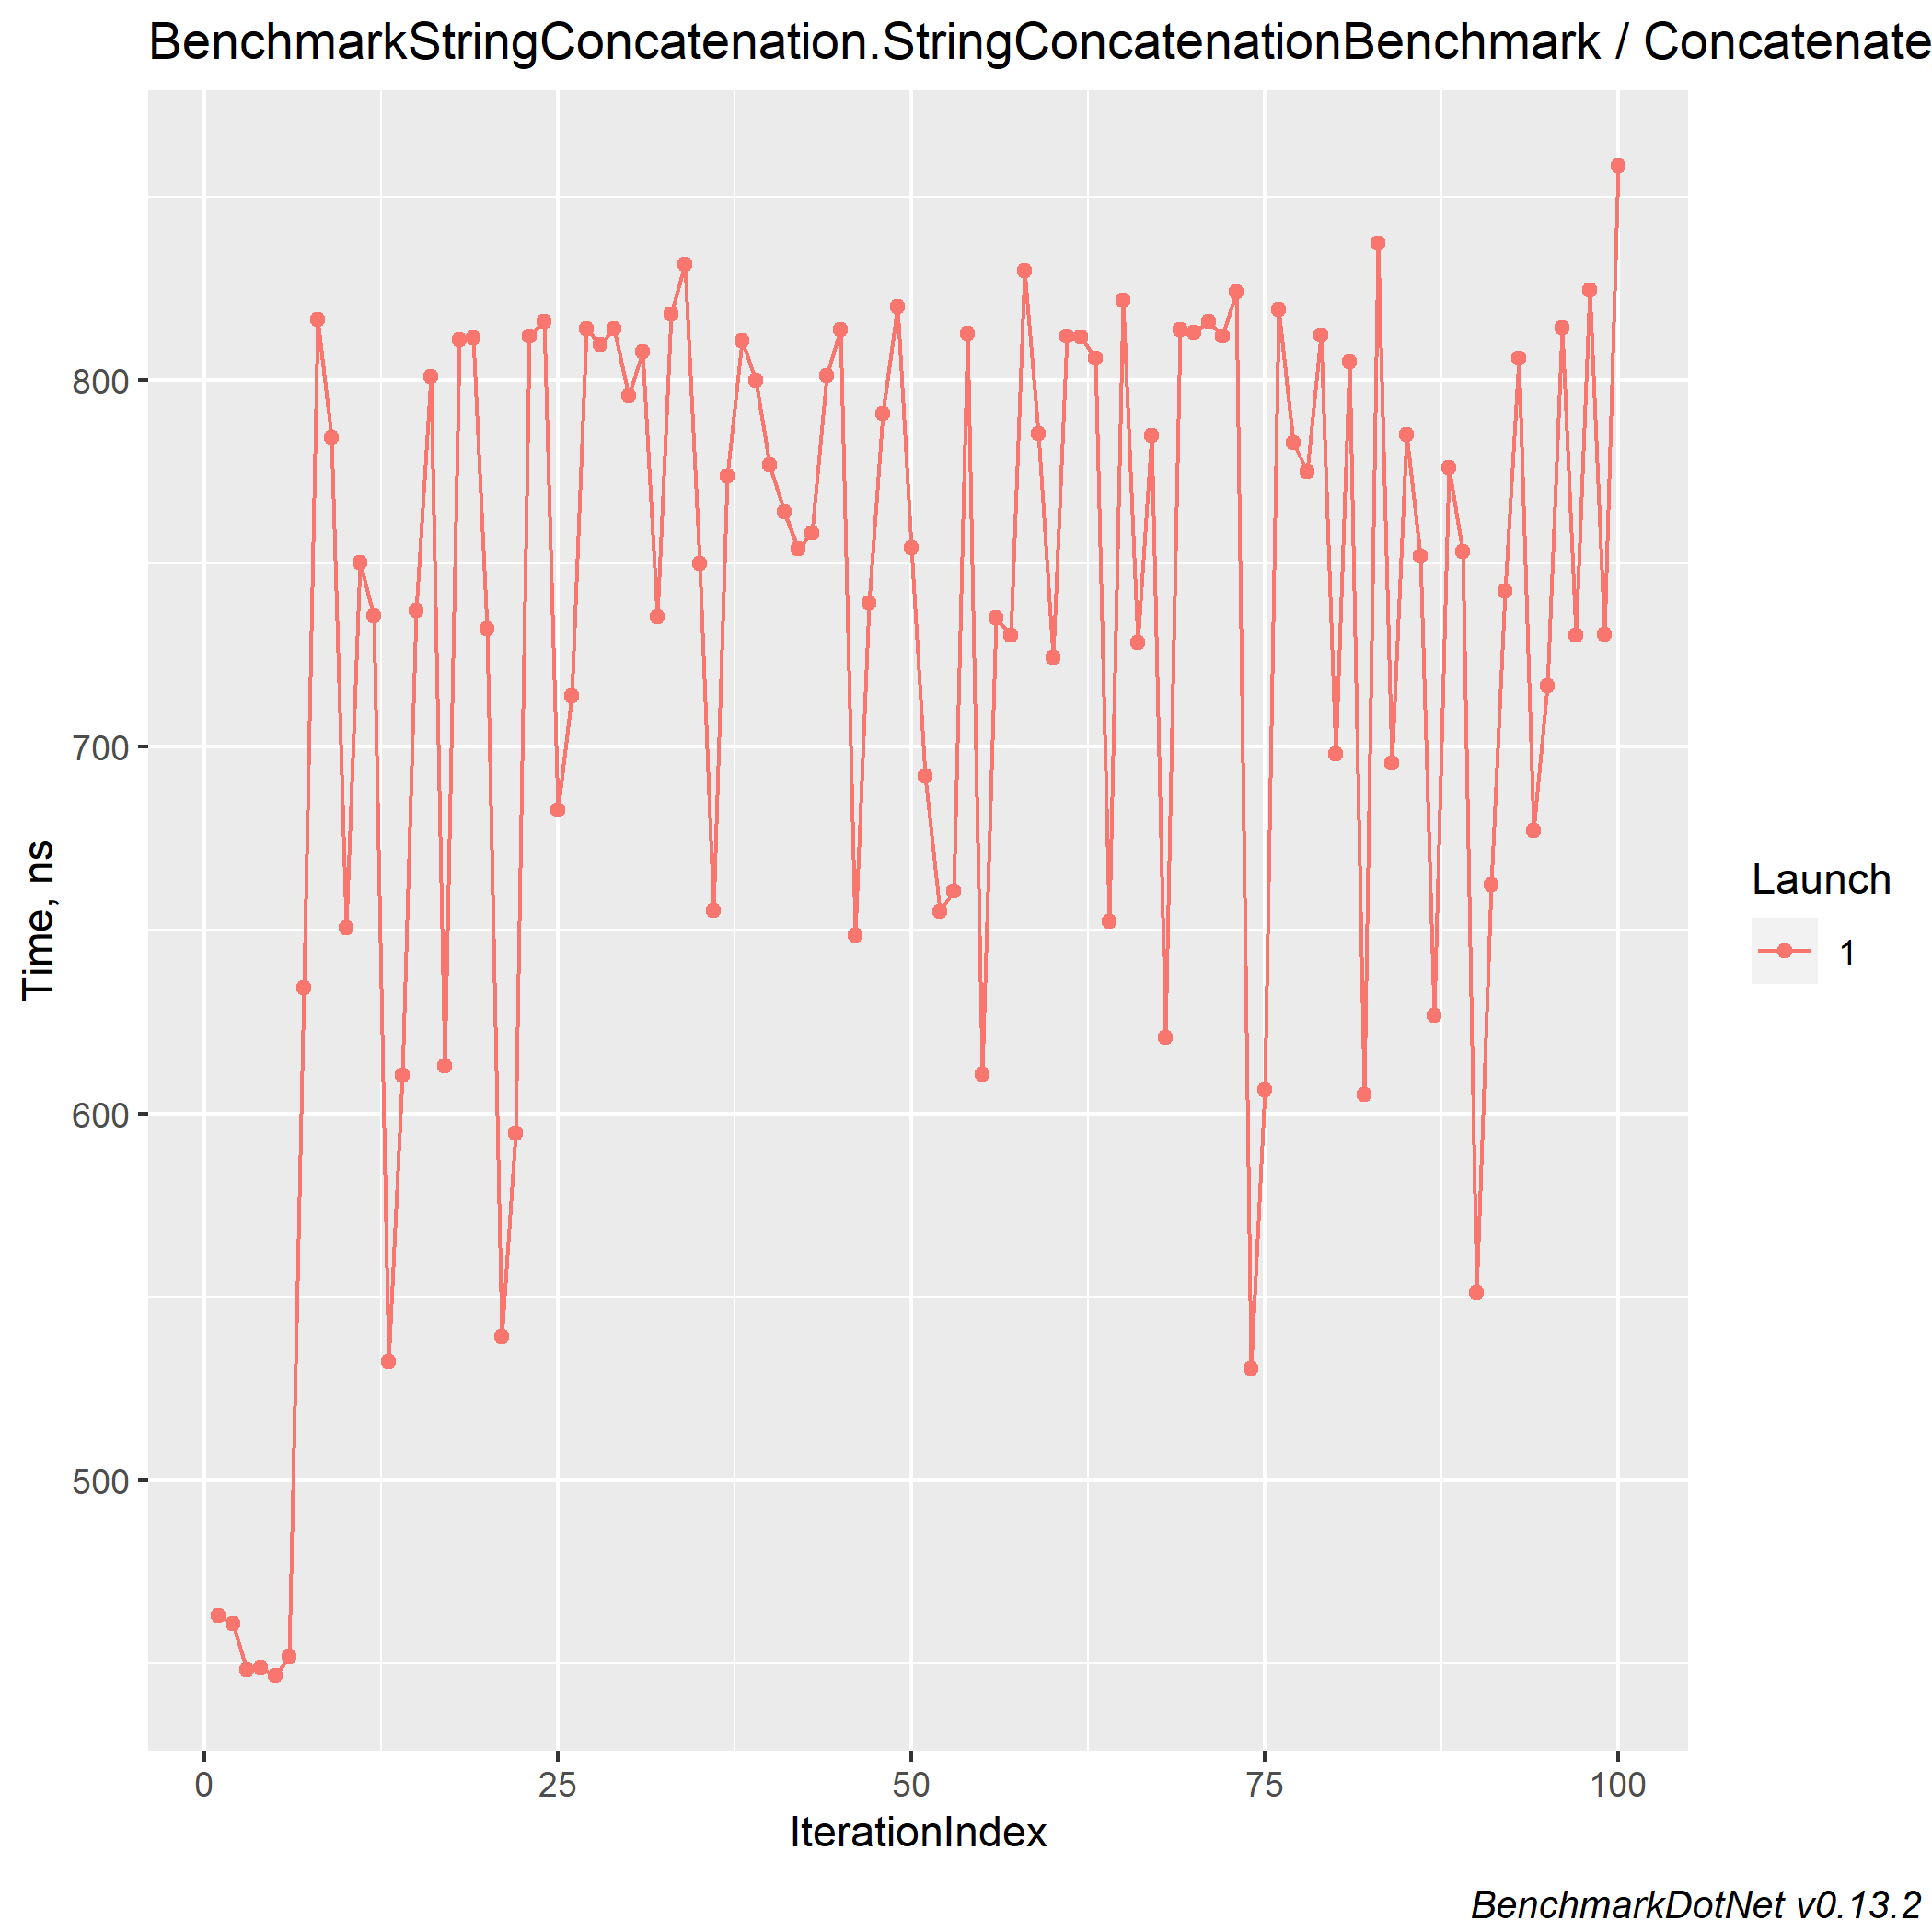 BenchmarkStringConcatenation.StringConcatenationBenchmark / Concatenate
800
700
600
500
Time, ns
0 25 50 75 100
IterationIndex
Launch
1
BenchmarkDotNet v0.13.2